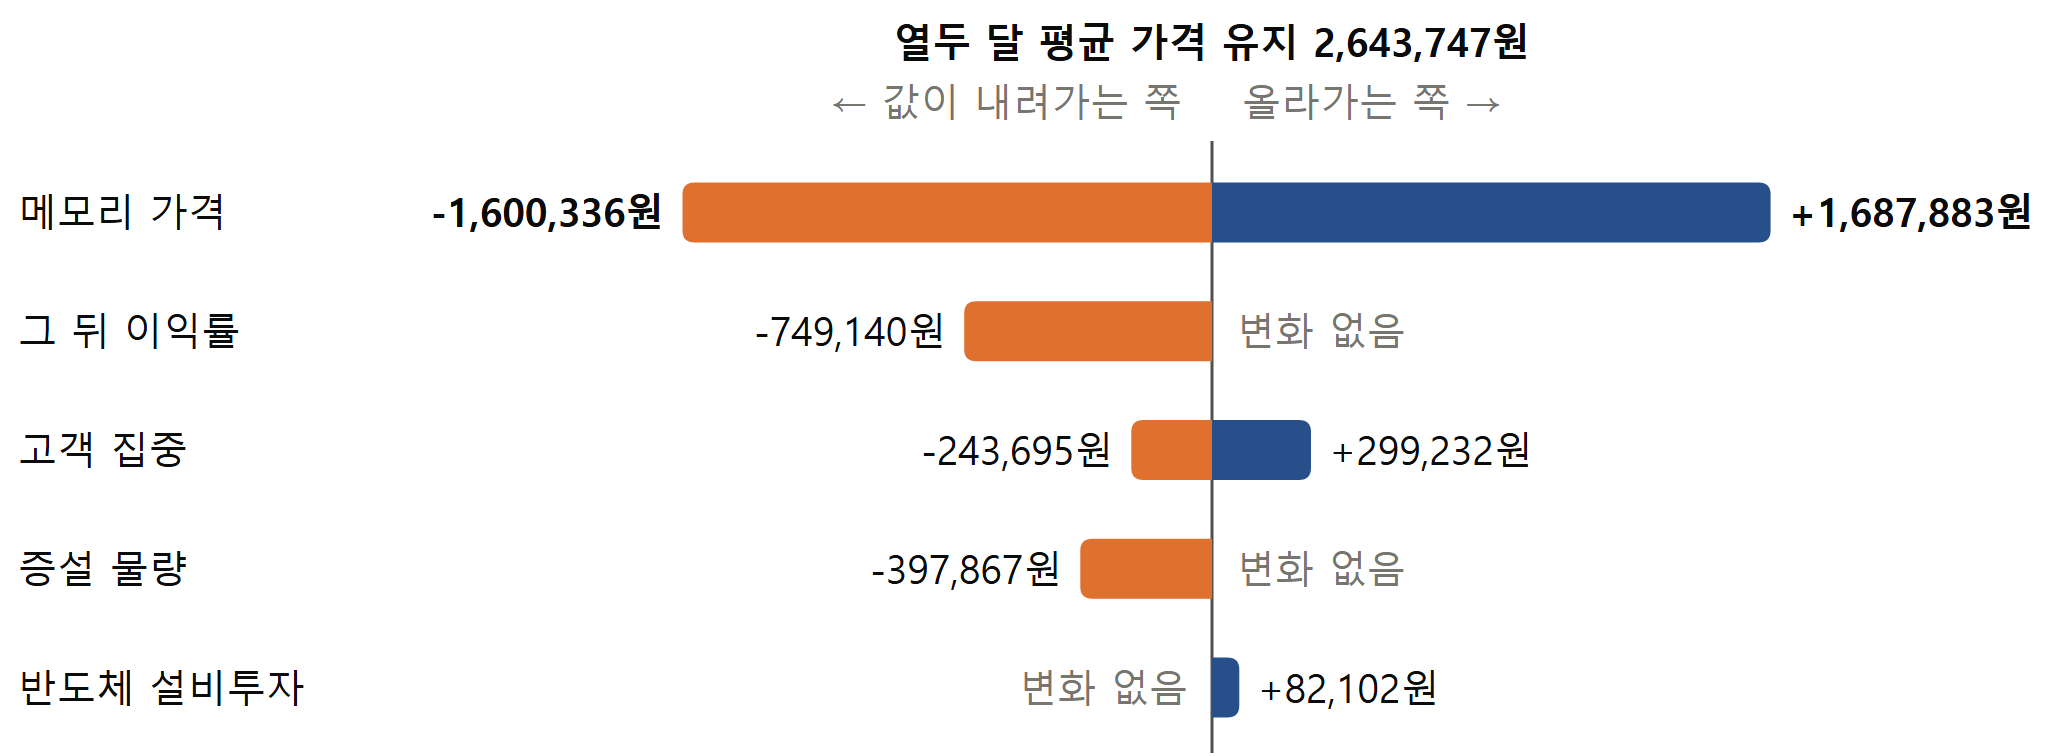 열두 달 평균 가격 유지 2,643,747원
← 값이 내려가는 쪽 올라가는 쪽 →
메모리 가격 -1,600,336원 +1,687,883원
그 뒤 이익률 -749,140원 변화 없음
고객 집중 -243,695원 +299,232원
증설 물량 -397,867원 변화 없음
반도체 설비투자 변화 없음 +82,102원